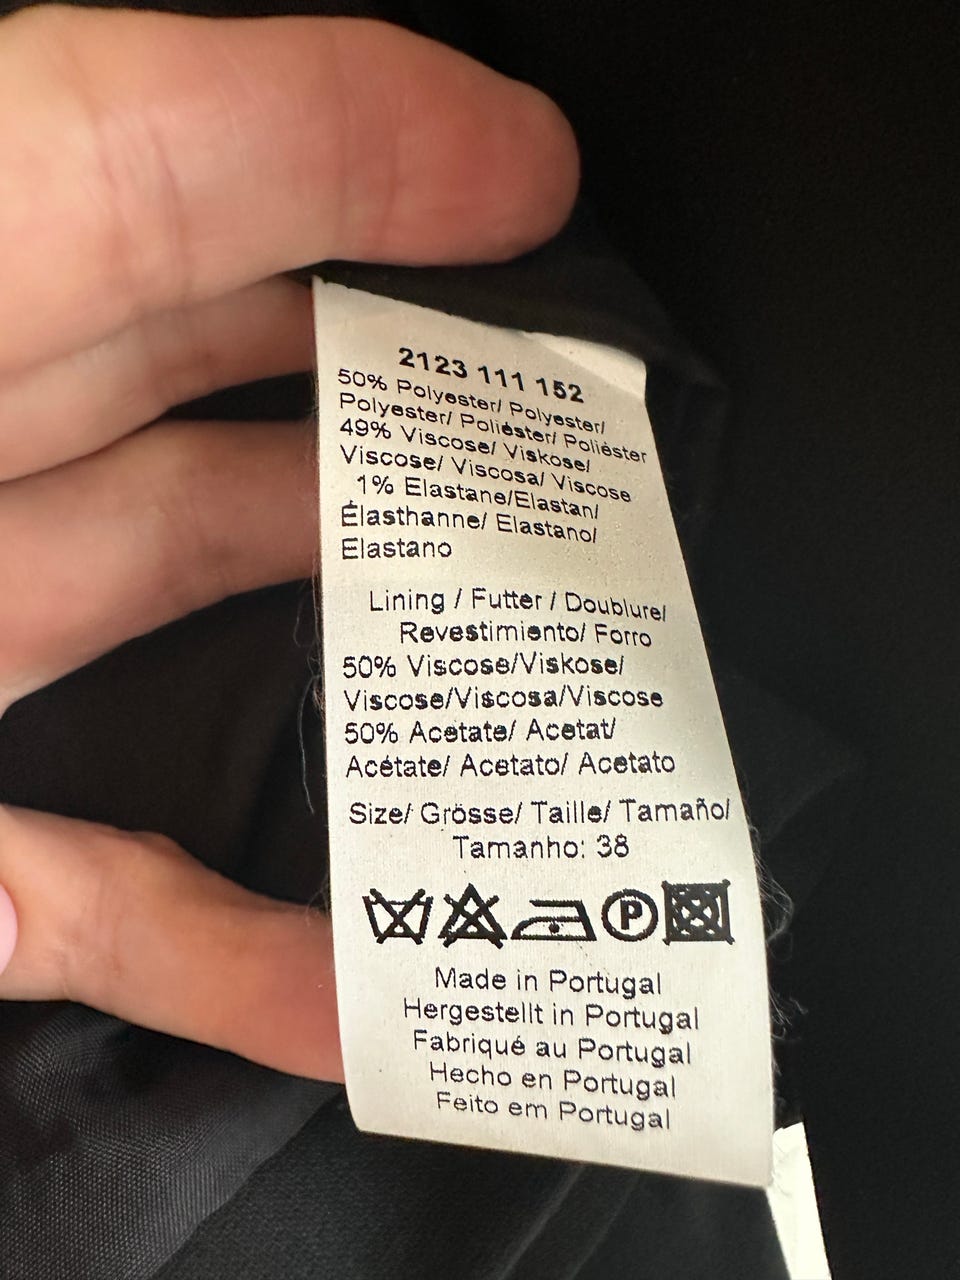 2123 111 152
50% Polyester/ Polyester/
Polyester/ Poliéster/ Poliéster
49% Viscose/ Viskose/
Viscose/ Viscosa/ Viscose
1% Elastane/Elastan/
Élasthanne/ Elastano/
Elastano
Lining / Futter / Doublure/
Revestimiento/ Forro
50% Viscose/Viskose/
Viscose/Viscosa/Viscose
50% Acetate/ Acetat/
Acétate/ Acetato/ Acetato
Size/ Grösse/ Taille/ Tamaño/
Tamanho: 38
P
Made in Portugal
Hergestellt in Portugal
Fabriqué au Portugal
Hecho en Portugal
Feito em Portugal